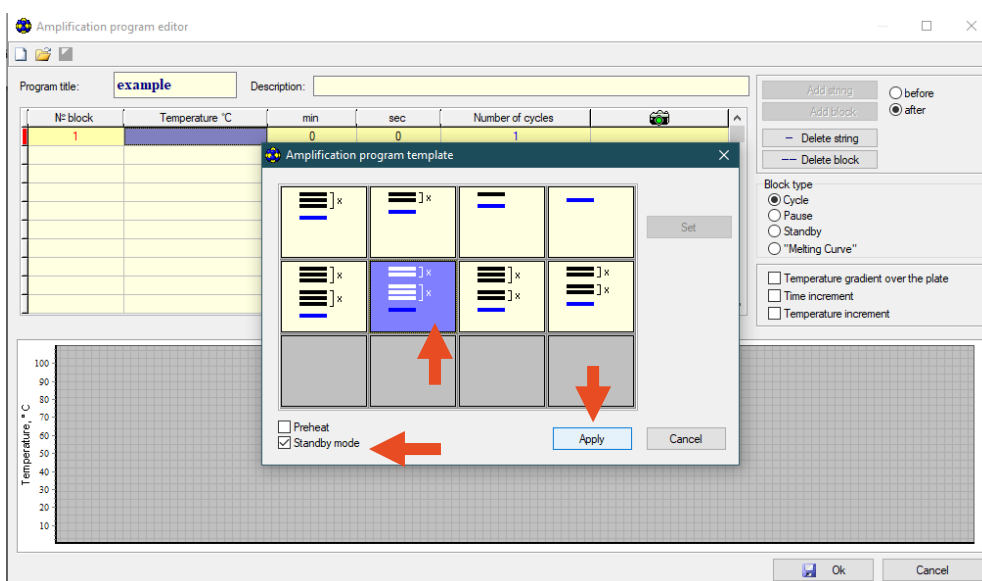 Amplification program editor
Program title: example Description:
Add string before
Add block after
Nº block Temperature °C min sec Number of cycles
— Delete string
1 0 0 1
—— Delete block
Amplification program template
] x ] x
Set
] x ] x ] x ] x
] x ] x ] x
Preheat
Standby mode
Apply Cancel
Block type
Cycle
Pause
Standby
"Melting Curve"
Temperature gradient over the plate
Time increment
Temperature increment
Temperature, ° C
100
90
80
70
60
50
40
30
20
10
Ok Cancel